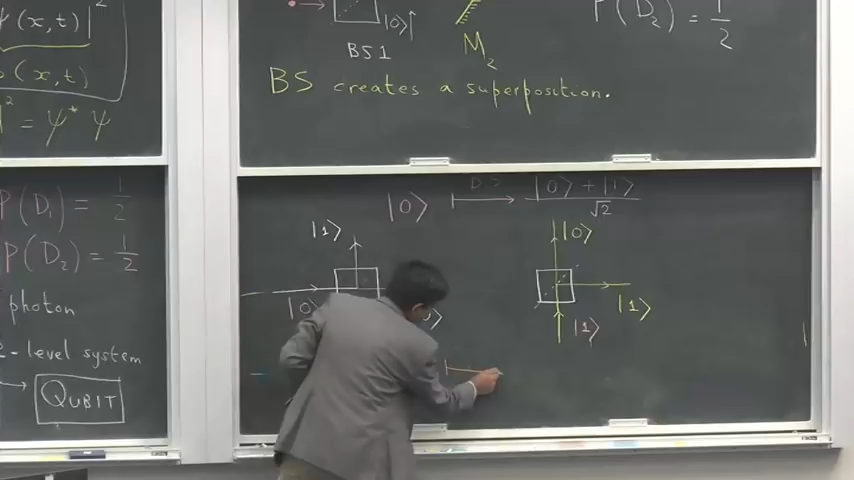 ψ(x,t)|²
(x,t)
|² = ψ* ψ
P(D₁) = 1/2
P(D₂) = 1/2
photon
2-level system
QUBIT
|0⟩
BS1
M₂
P(D₂) = 1/2
BS creates a superposition.
|0⟩ ⟼ |0⟩ + |1⟩ / √2
|1⟩
|0⟩
|0⟩
|1⟩
|1⟩